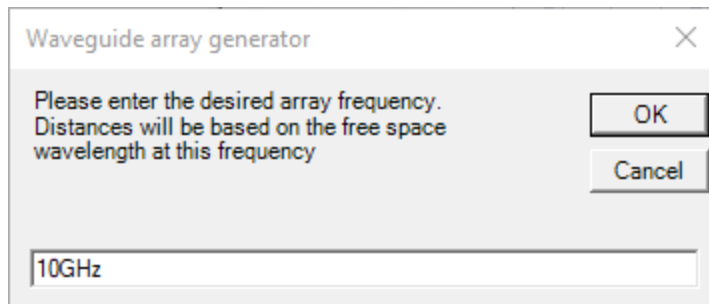 Waveguide array generator
Please enter the desired array frequency.
Distances will be based on the free space
wavelength at this frequency
OK
Cancel
10GHz